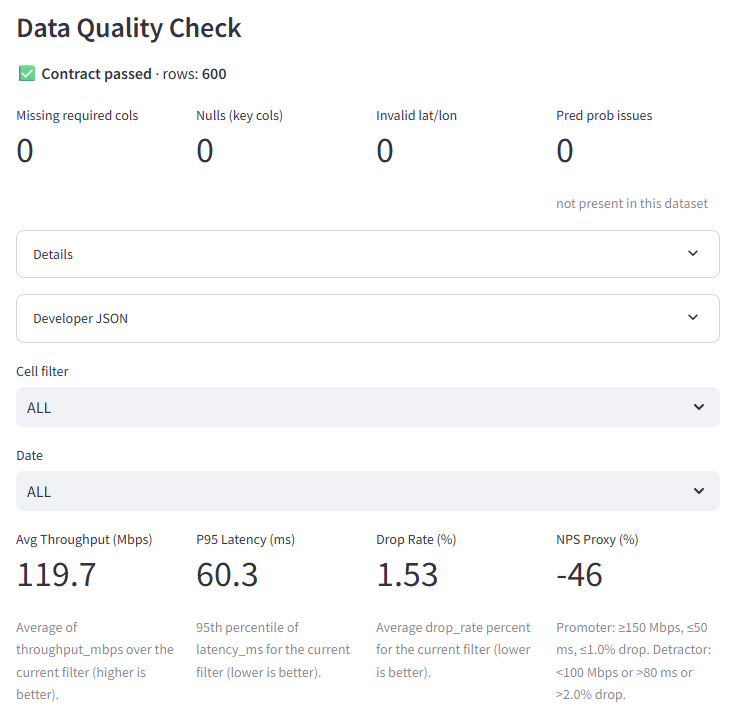 Data Quality Check
✅ Contract passed · rows: 600
Missing required cols
Nulls (key cols)
Invalid lat/lon
Pred prob issues
0
0
0
0
not present in this dataset
Details
Developer JSON
Cell filter
ALL
Date
ALL
Avg Throughput (Mbps)
119.7
Average of
throughput_mbps over the
current filter (higher is
better).
P95 Latency (ms)
60.3
95th percentile of
latency_ms for the current
filter (lower is better).
Drop Rate (%)
1.53
Average drop_rate percent
for the current filter (lower
is better).
NPS Proxy (%)
-46
Promoter: ≥150 Mbps, ≤50
ms, ≤1.0% drop. Detractor:
<100 Mbps or >80 ms or
>2.0% drop.